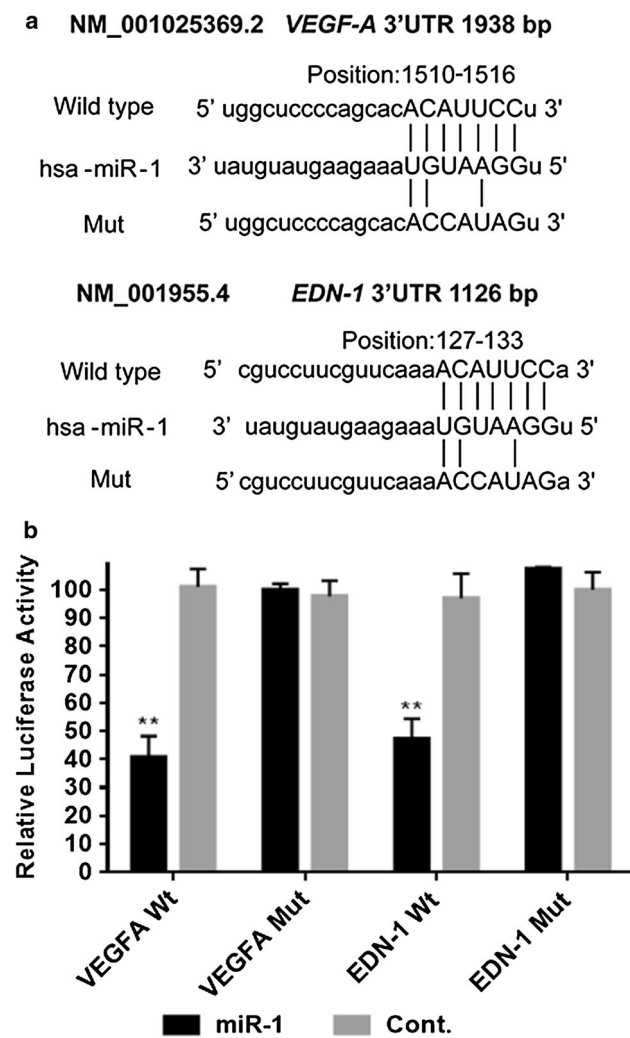 a NM_001025369.2 VEGF-A 3'UTR 1938 bp
Position:1510-1516
Wild type 5' uggcuccccagcacACAUUCCu 3'
hsa-miR-1 3' uauguaugaagaaaUGUAAGGu 5'
Mut 5' uggcuccccagcacACCAUAGu 3'
NM_001955.4 EDN-1 3'UTR 1126 bp
Position:127-133
Wild type 5' cguccuucguucaaaACAUUCCa 3'
hsa-miR-1 3' uauguaugaagaaaUGUAAGGu 5'
Mut 5' cguccuucguucaaaACCAUAGa 3'
b
Relative Luciferase Activity
100
90
80
70
60
50
40
30
20
10
0
**
**
VEGFA Wt
VEGFA Mut
EDN-1 Wt
EDN-1 Mut
miR-1
Cont.